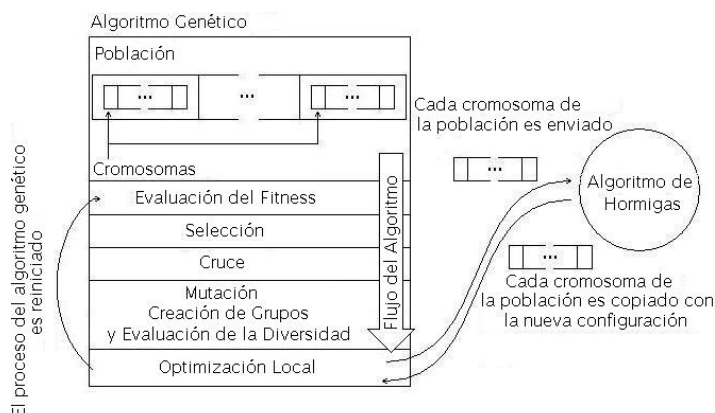 Algoritmo Genético
Población
...
...
...
Cromosomas
Evaluación del Fitness
Selección
Cruce
Mutación
Creación de Grupos
y Evaluación de la Diversidad
Optimización Local
Flujo del Algoritmo
El proceso del algoritmo genético
es reiniciado
Cada cromosoma de
la población es enviado
...
Algoritmo de
Hormigas
...
Cada cromosoma de
la población es copiado con
la nueva configuración